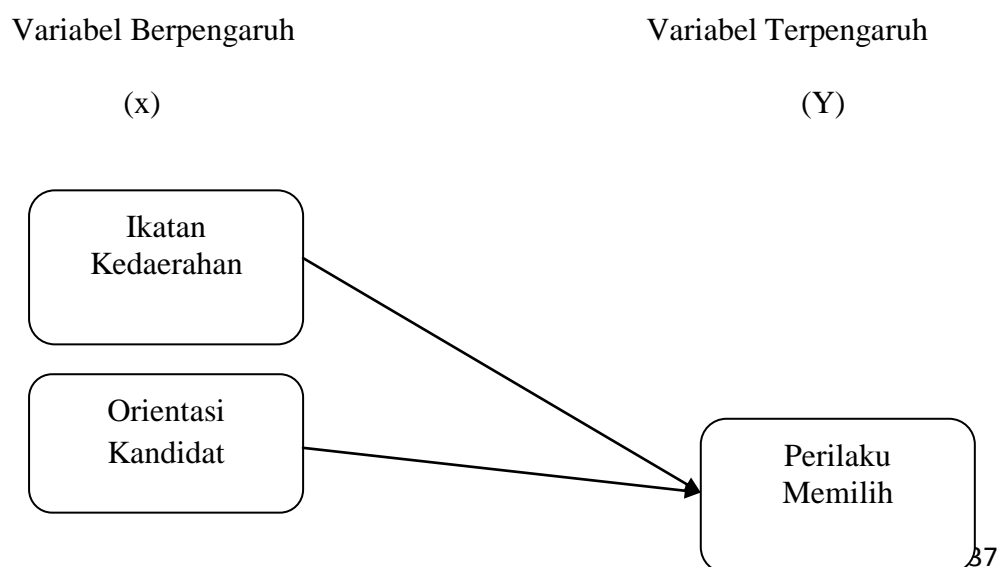 Variabel Berpengaruh
Variabel Terpengaruh
(x)
(Y)
Ikatan
Kedaerahan
Orientasi
Kandidat
Perilaku
Memilih
37